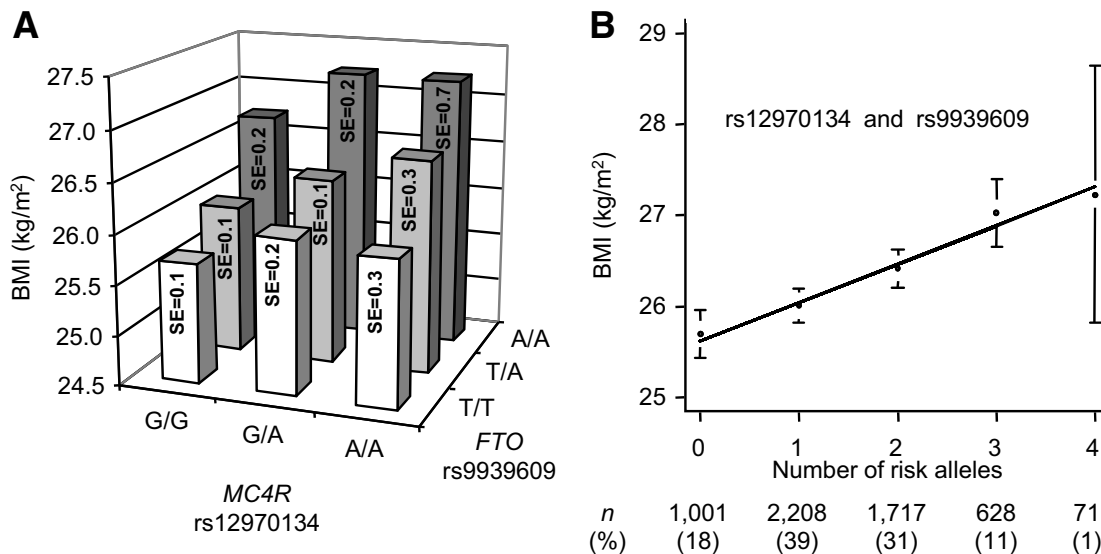 A
BMI (kg/m²)
27.5
27.0
26.5
26.0
25.5
25.0
24.5
SE=0.2
SE=0.2
SE=0.7
SE=0.1
SE=0.1
SE=0.3
SE=0.1
SE=0.2
SE=0.3
G/G
G/A
A/A
T/T
T/A
A/A
FTO
rs9939609
MC4R
rs12970134
B
BMI (kg/m²)
29
28
27
26
25
rs12970134 and rs9939609
0 1 2 3 4
Number of risk alleles
n 1,001 2,208 1,717 628 71
(%) (18) (39) (31) (11) (1)